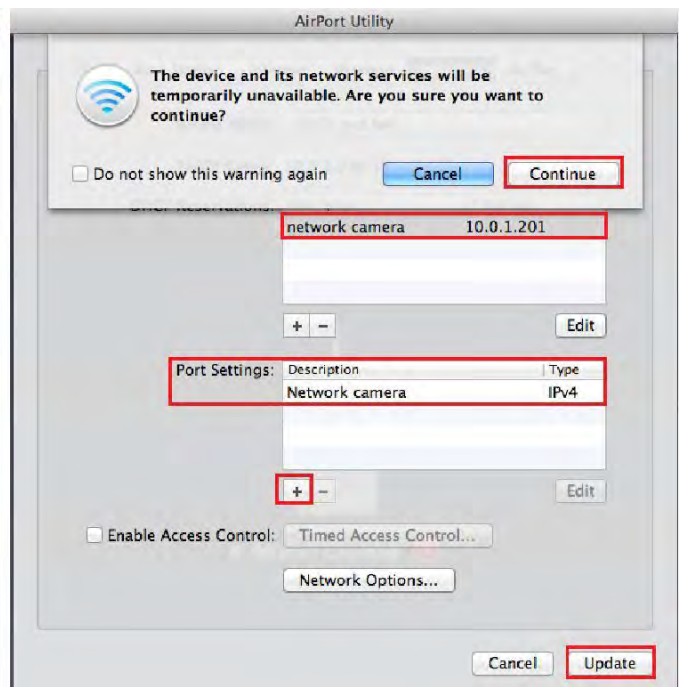 AirPort Utility
The device and its network services will be
temporarily unavailable. Are you sure you want to
continue?
Do not show this warning again
Cancel
Continue
DHCP Reservations:
network camera 10.0.1.201
+ −
Edit
Port Settings: Description Type
Network camera IPv4
+ −
Edit
Enable Access Control: Timed Access Control...
Network Options...
Cancel
Update